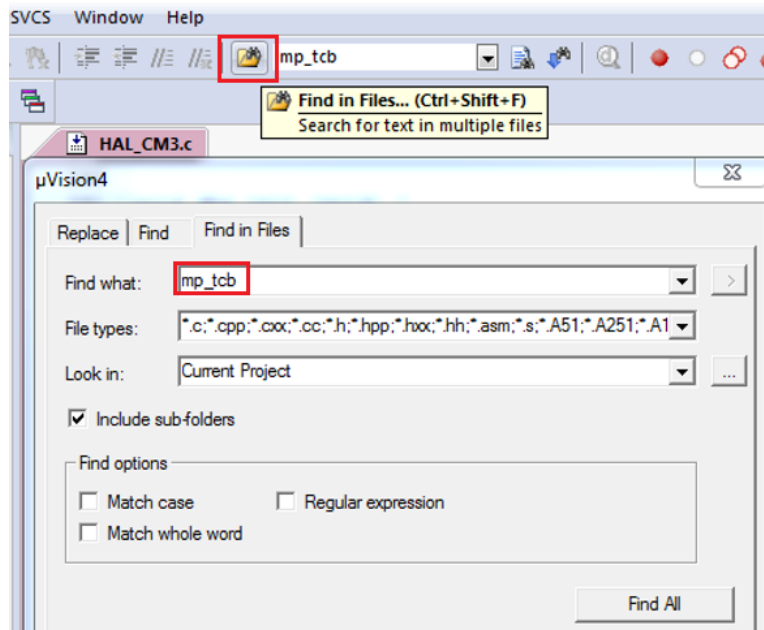 SVCS Window Help
mp_tcb
Find in Files... (Ctrl+Shift+F)
Search for text in multiple files
HAL_CM3.c
µVision4
Replace Find Find in Files
Find what: mp_tcb >
File types: *.c;*.cpp;*.cxx;*.cc;*.h;*.hpp;*.hxx;*.hh;*.asm;*.s;*.A51;*.A251;*.A1
Look in: Current Project ...
Include sub-folders
Find options
Match case Regular expression
Match whole word
Find All